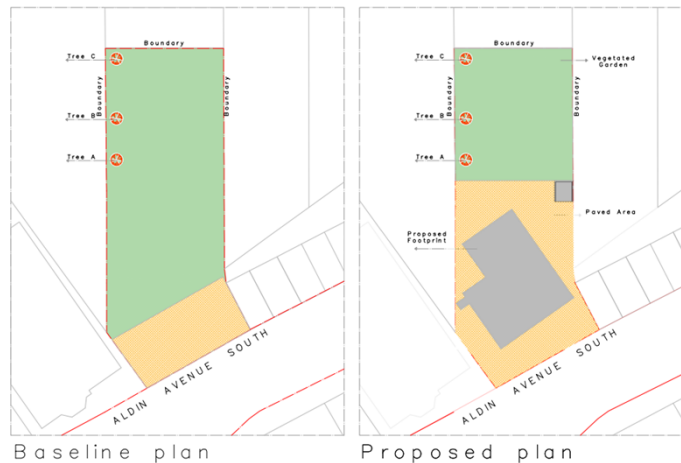 Boundary
Tree C
Boundary
Boundary
Tree B
Tree A
ALDIN AVENUE SOUTH
Baseline plan
Boundary
Tree C
Vegetated
Garden
Boundary
Boundary
Tree B
Tree A
Paved Area
Proposed
Footprint
ALDIN AVENUE SOUTH
Proposed plan